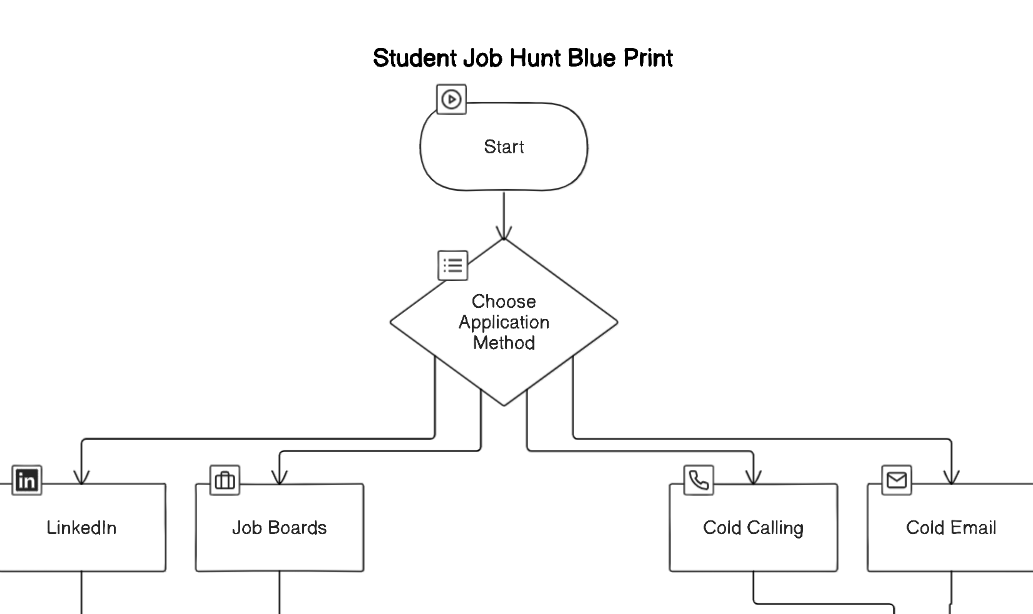 Student Job Hunt Blue Print
Start
Choose
Application
Method
in
LinkedIn
Job Boards
Cold Calling
Cold Email